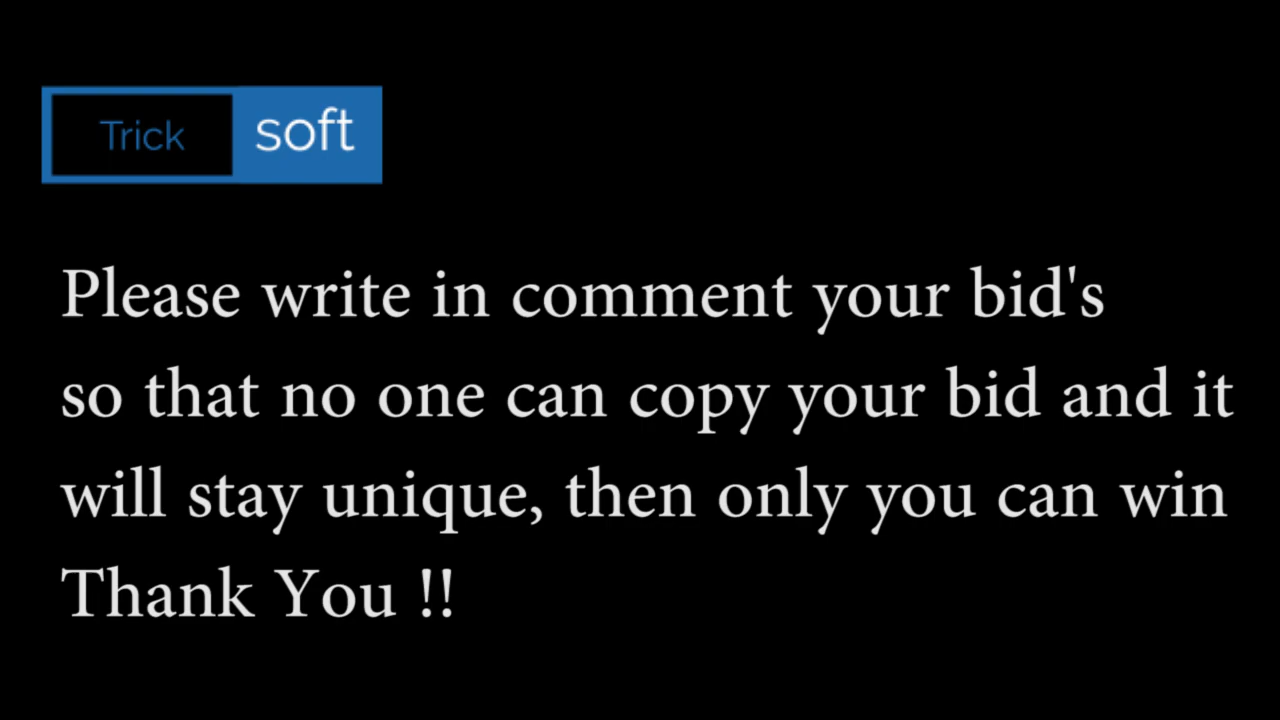 Trick soft
Please write in comment your bid's
so that no one can copy your bid and it
will stay unique, then only you can win
Thank You !!